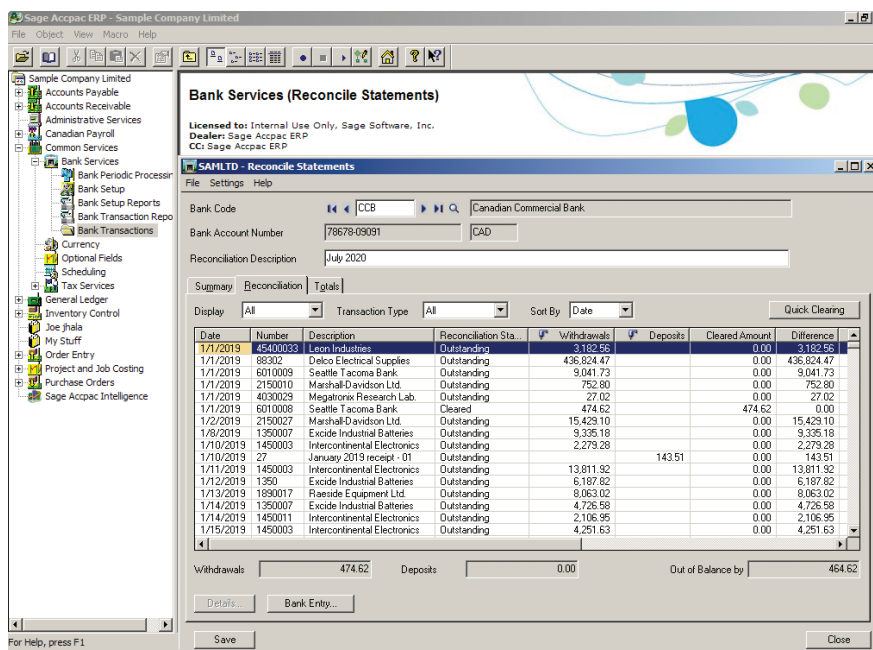 Sage Accpac ERP - Sample Company Limited
File Object View Macro Help
Sample Company Limited
Accounts Payable
Accounts Receivable
Administrative Services
Canadian Payroll
Common Services
Bank Services
Bank Periodic Processin
Bank Setup
Bank Setup Reports
Bank Transaction Repo
Bank Transactions
Currency
Optional Fields
Scheduling
Tax Services
General Ledger
Inventory Control
Joe jhala
My Stuff
Order Entry
Project and Job Costing
Purchase Orders
Sage Accpac Intelligence
For Help, press F1
Bank Services (Reconcile Statements)
Licensed to: Internal Use Only, Sage Software, Inc.
Dealer: Sage Accpac ERP
CC: Sage Accpac ERP
SAMLTD - Reconcile Statements
File Settings Help
Bank Code CCB Canadian Commercial Bank
Bank Account Number 78678-09091 CAD
Reconciliation Description July 2020
Summary Reconciliation Totals
Display All Transaction Type All Sort By Date Quick Clearing
Date Number Description Reconciliation Sta... Withdrawals Deposits Cleared Amount Difference
1/1/2019 45400033 Leon Industries Outstanding 3,182.56 0.00 3,182.56
1/1/2019 88302 Delco Electrical Supplies Outstanding 436,824.47 0.00 436,824.47
1/1/2019 6010009 Seattle Tacoma Bank Outstanding 9,041.73 0.00 9,041.73
1/1/2019 2150010 Marshall-Davidson Ltd. Outstanding 752.80 0.00 752.80
1/1/2019 4030029 Megatronix Research Lab. Outstanding 27.02 0.00 27.02
1/1/2019 6010008 Seattle Tacoma Bank Cleared 474.62 474.62 0.00
1/2/2019 2150027 Marshall-Davidson Ltd. Outstanding 15,429.10 0.00 15,429.10
1/8/2019 1350007 Excide Industrial Batteries Outstanding 9,335.18 0.00 9,335.18
1/10/2019 1450003 Intercontinental Electronics Outstanding 2,279.28 0.00 2,279.28
1/10/2019 27 January 2019 receipt - 01 Outstanding 143.51 0.00 143.51
1/11/2019 1450003 Intercontinental Electronics Outstanding 13,811.92 0.00 13,811.92
1/12/2019 1350 Excide Industrial Batteries Outstanding 6,187.82 0.00 6,187.82
1/13/2019 1890017 Raeside Equipment Ltd. Outstanding 8,063.02 0.00 8,063.02
1/14/2019 1350007 Excide Industrial Batteries Outstanding 4,726.58 0.00 4,726.58
1/14/2019 1450011 Intercontinental Electronics Outstanding 2,106.95 0.00 2,106.95
1/15/2019 1450003 Intercontinental Electronics Outstanding 4,251.63 0.00 4,251.63
Withdrawals 474.62 Deposits 0.00 Out of Balance by 464.62
Details... Bank Entry...
Save Close